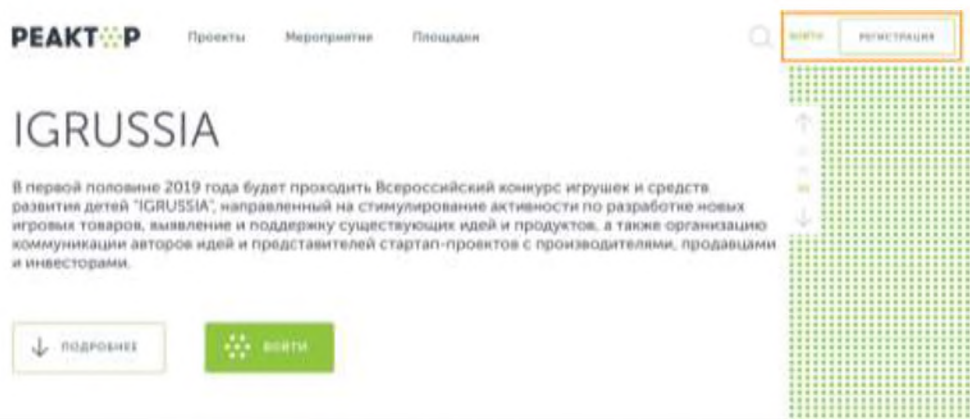 РЕАКТОР Проекты Мероприятия Площадки ВОЙТИ РЕГИСТРАЦИЯ
IGRUSSIA
В первой половине 2019 года будет проходить Всероссийский конкурс игрушек и средств
развития детей "IGRUSSIA", направленный на стимулирование активности по разработке новых
игровых товаров, выявление и поддержку существующих идей и продуктов, а также организацию
коммуникации авторов идей и представителей стартап-проектов с производителями, продавцами
и инвесторами.
ПОДРОБНЕЕ ВОЙТИ